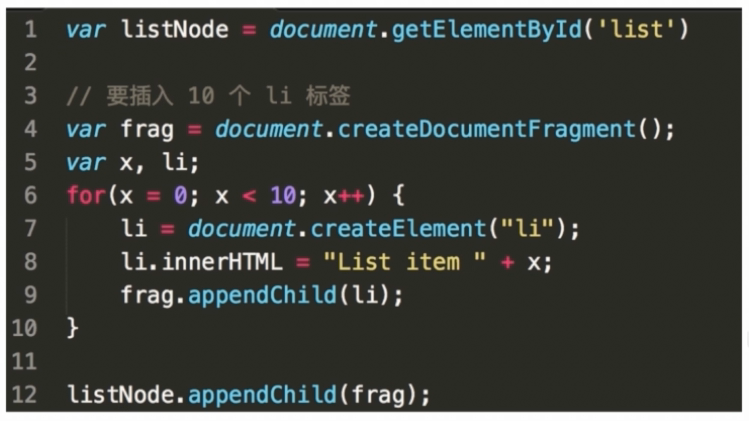 1 var listNode = document.getElementById('list')
2
3 // 要插入 10 个 li 标签
4 var frag = document.createDocumentFragment();
5 var x, li;
6 for(x = 0; x < 10; x++) {
7     li = document.createElement("li");
8     li.innerHTML = "List item " + x;
9     frag.appendChild(li);
10 }
11
12 listNode.appendChild(frag);